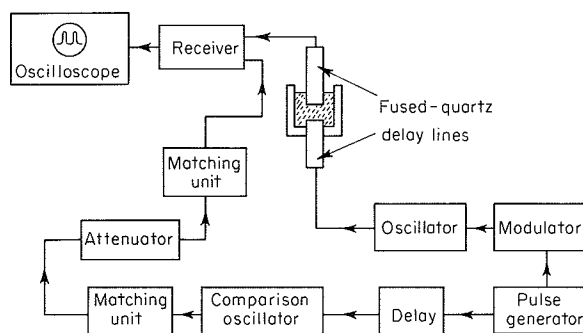 Oscilloscope
Receiver
Fused-quartz
delay lines
Matching
unit
Attenuator
Oscillator
Modulator
Matching
unit
Comparison
oscillator
Delay
Pulse
generator